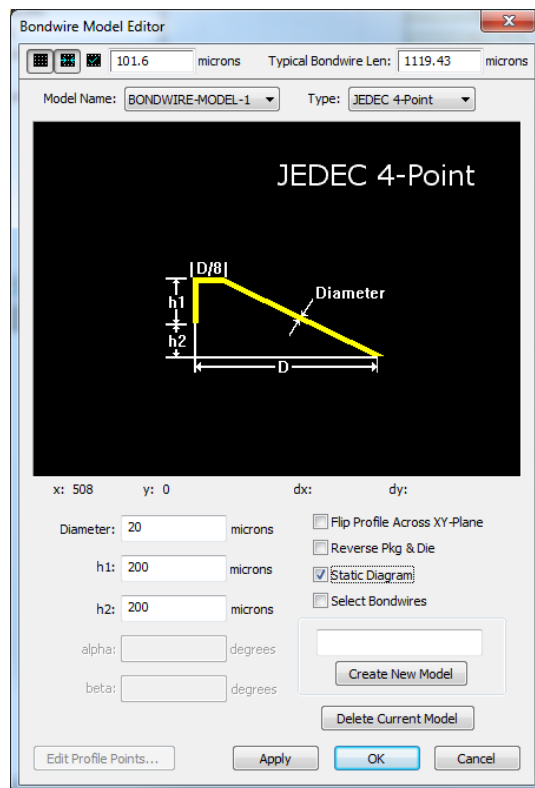 Bondwire Model Editor
101.6 microns Typical Bondwire Len: 1119.43 microns
Model Name: BONDWIRE-MODEL-1 Type: JEDEC 4-Point
JEDEC 4-Point
D/8
h1
Diameter
h2
D
x: 508 y: 0 dx: dy:
Diameter: 20 microns
Flip Profile Across XY-Plane
Reverse Pkg & Die
h1: 200 microns
Static Diagram
h2: 200 microns
Select Bondwires
alpha: degrees
Create New Model
beta: degrees
Delete Current Model
Edit Profile Points... Apply OK Cancel